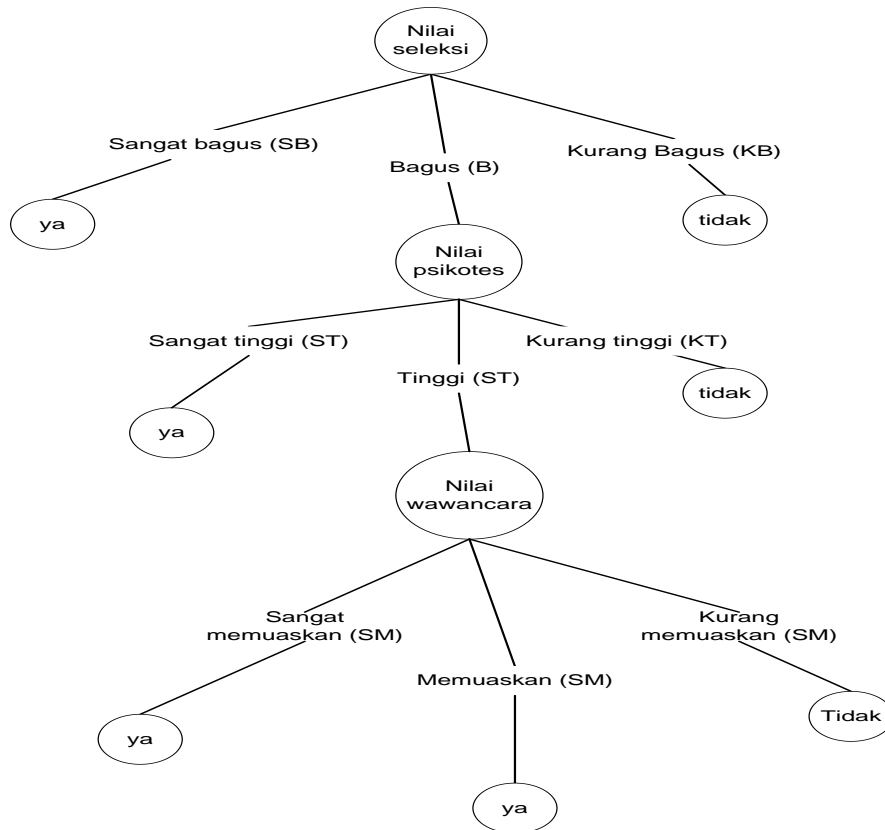 Nilai
seleksi
Sangat bagus (SB)
Bagus (B)
Kurang Bagus (KB)
ya
tidak
Nilai
psikotes
Sangat tinggi (ST)
Tinggi (ST)
Kurang tinggi (KT)
ya
tidak
Nilai
wawancara
Sangat
memuaskan (SM)
Memuaskan (SM)
Kurang
memuaskan (SM)
ya
ya
Tidak